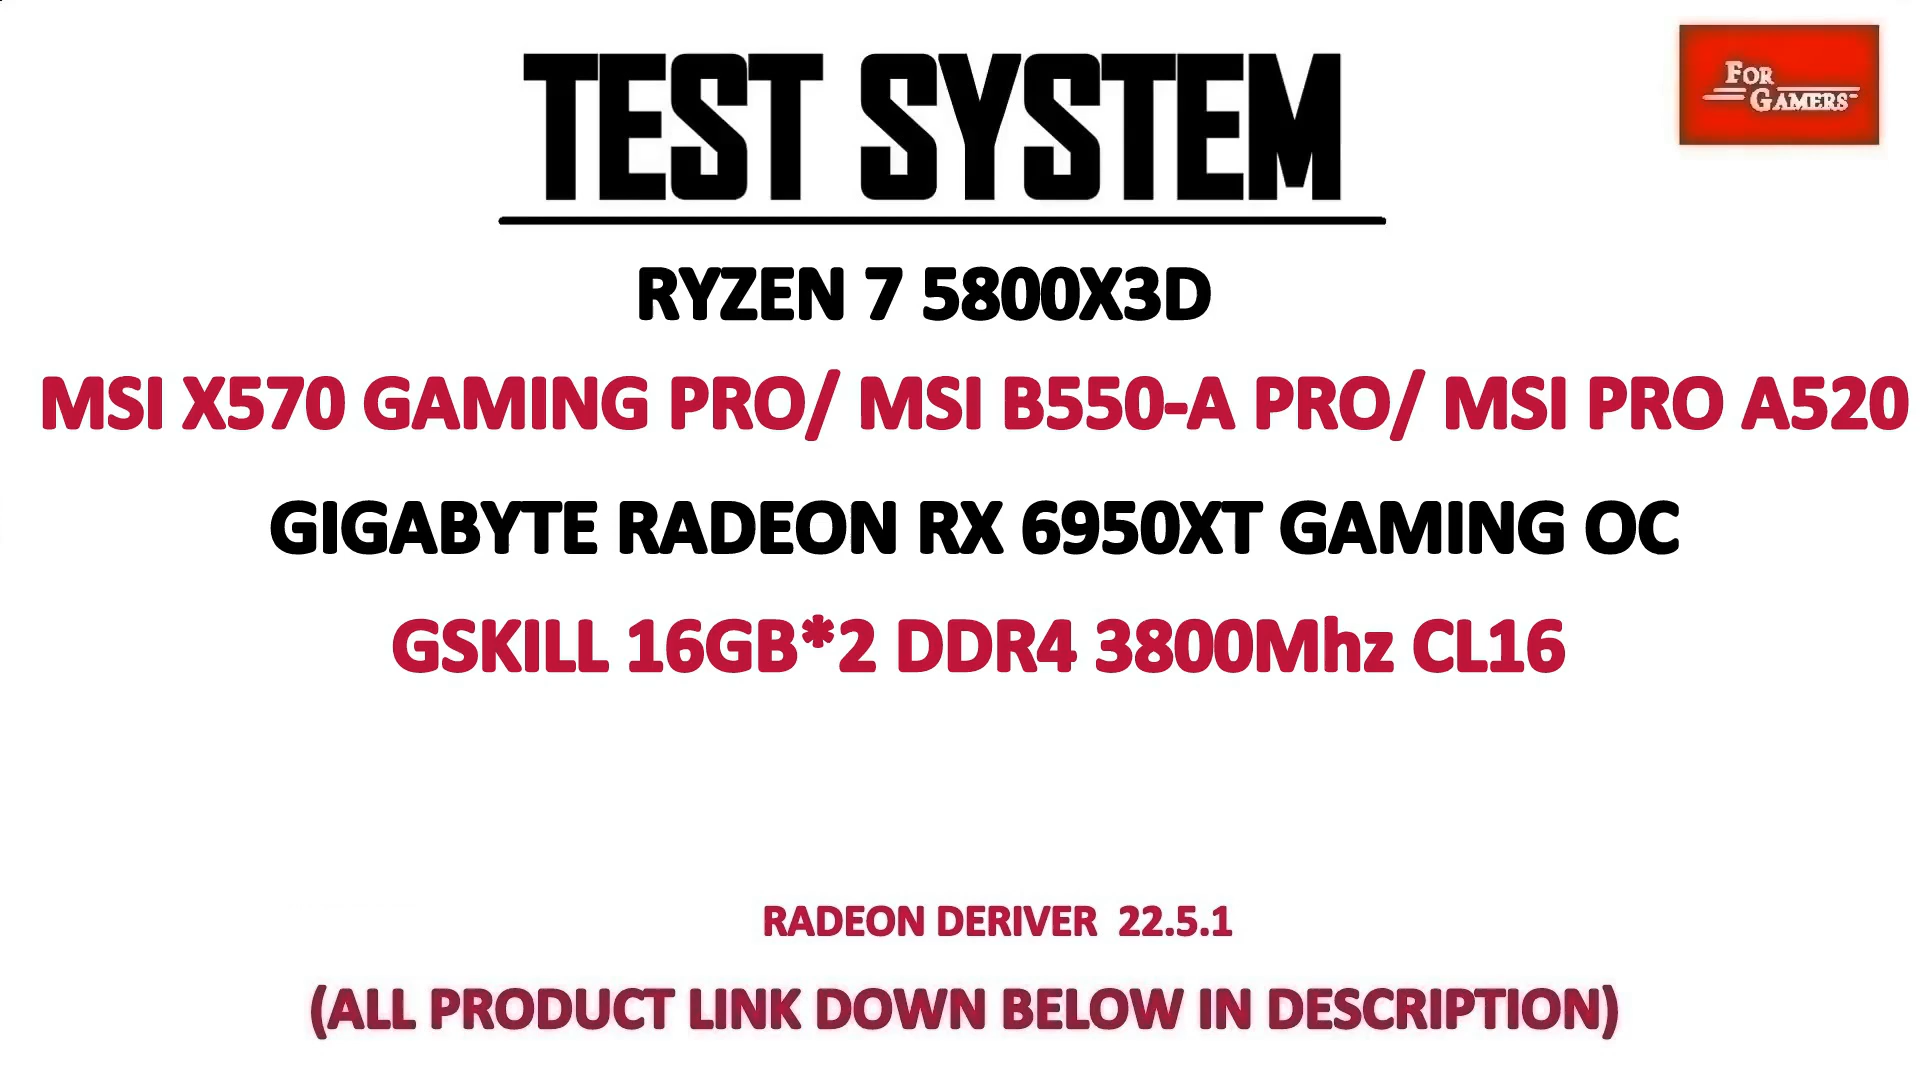 TEST SYSTEM
FOR
GAMERS
RYZEN 7 5800X3D
MSI X570 GAMING PRO/ MSI B550-A PRO/ MSI PRO A520
GIGABYTE RADEON RX 6950XT GAMING OC
GSKILL 16GB*2 DDR4 3800Mhz CL16
RADEON DERIVER 22.5.1
(ALL PRODUCT LINK DOWN BELOW IN DESCRIPTION)